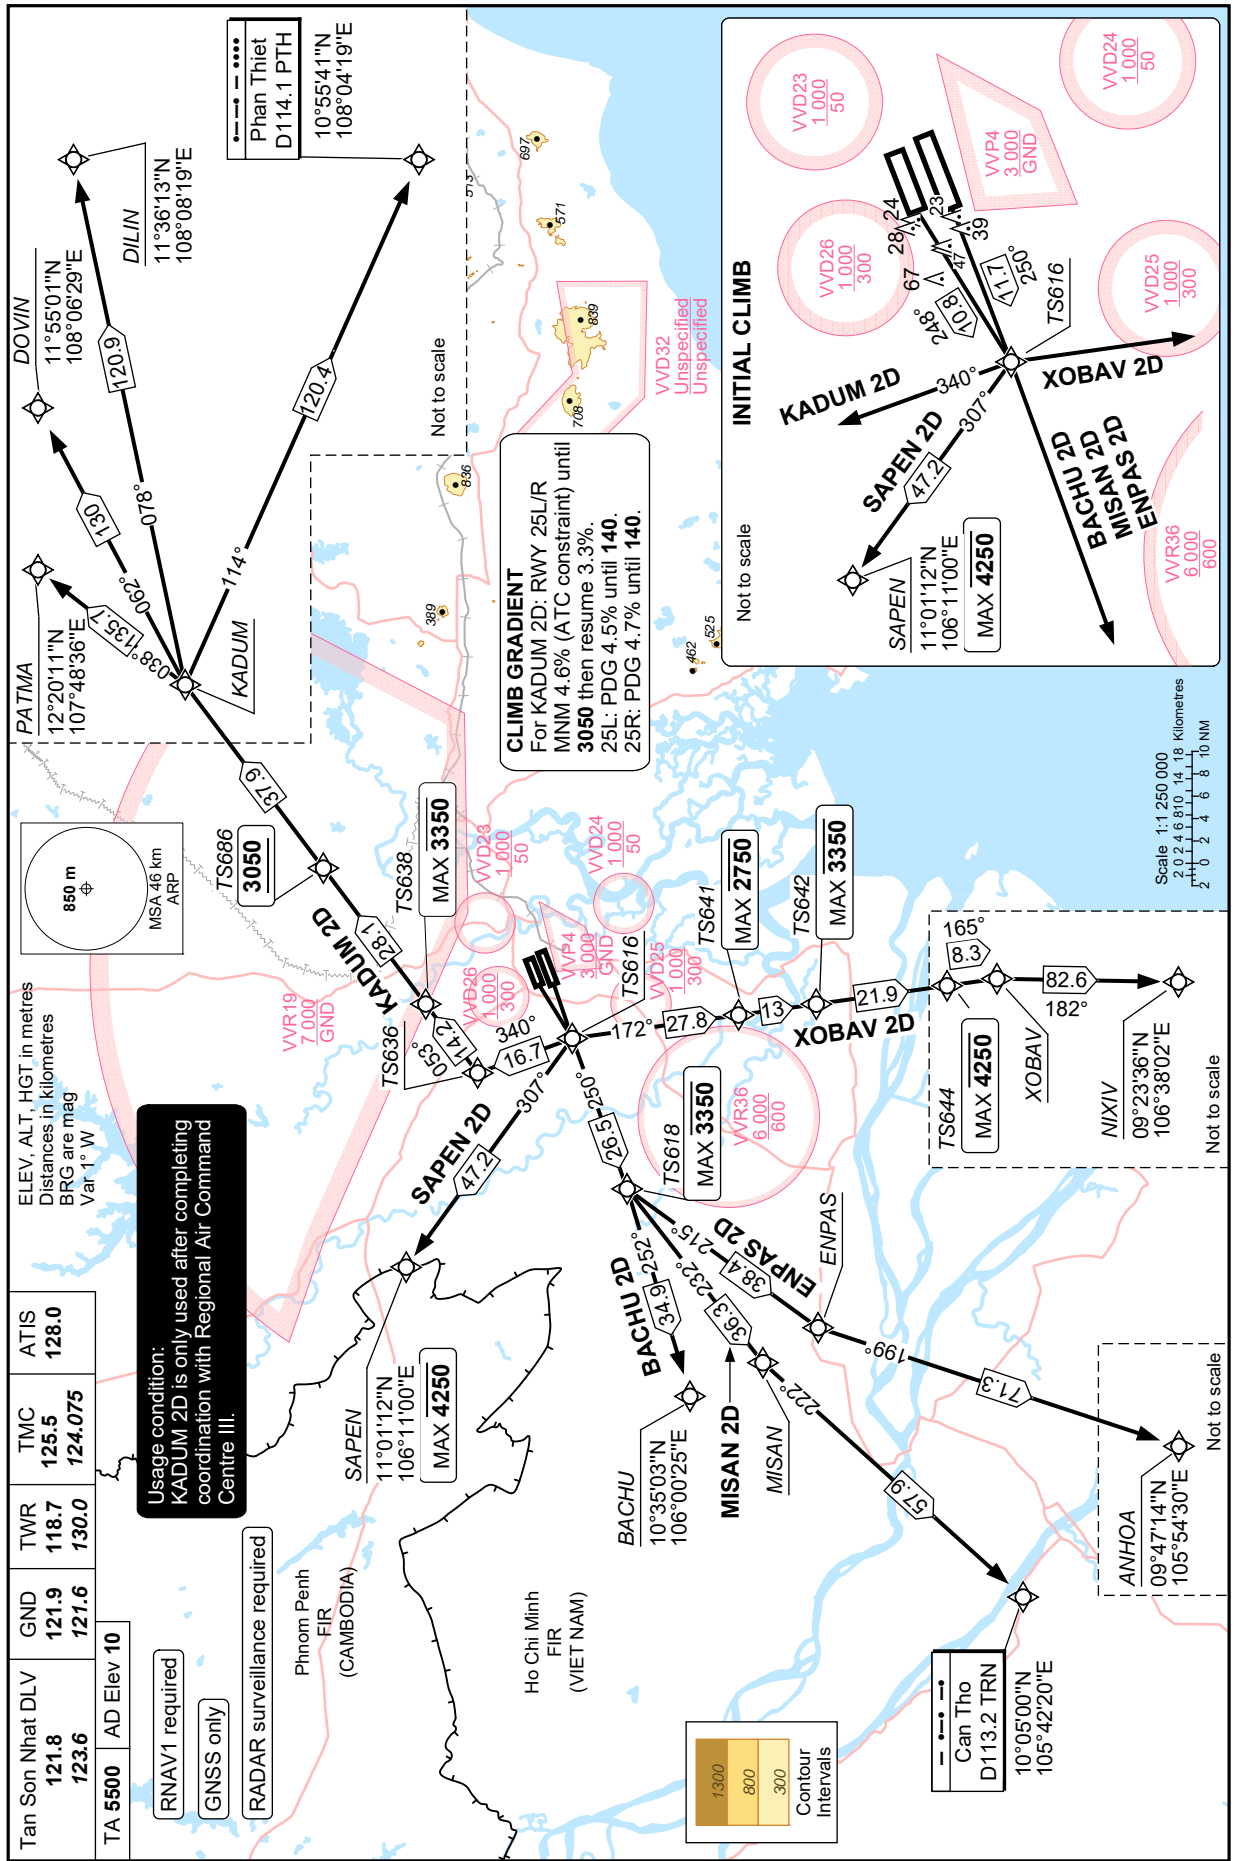 Tan Son Nhat DLV
121.8
123.6
GND
121.9
121.6
TWR
118.7
130.0
TMC
125.5
124.075
ATIS
128.0
TA 5500
AD Elev 10
RNAV1 required
GNSS only
RADAR surveillance required
Usage condition:
KADUM 2D is only used after completing
coordination with Regional Air Command
Centre III.
ELEV, ALT, HGT in metres
Distances in kilometres
BRG are mag
Var 1° W
850 m
MSA 46 km
ARP
PATMA
12°20'11"N
107°48'36"E
DOVIN
11°55'01"N
108°06'29"E
DILIN
11°36'13"N
108°08'19"E
Phan Thiet
D114.1 PTH
10°55'41"N
108°04'19"E
038°
135.7
062°
130
078°
120.9
114°
120.4
KADUM
Not to scale
37.9
TS686
3050
28.1
KADUM 2D
TS638
MAX 3350
14.2
053°
TS636
340°
16.7
TS616
VVR19
7 000
GND
VVD23
1 000
50
VVD24
1 000
50
VVD26
1 000
300
VVP4
3 000
GND
VVD25
1 000
300
VVR36
6 000
600
VVD32
Unspecified
Unspecified
389
836
708
839
571
697
513
462
525
CLIMB GRADIENT
For KADUM 2D: RWY 25L/R
MNM 4.6% (ATC constraint) until
3050 then resume 3.3%.
25L: PDG 4.5% until 140.
25R: PDG 4.7% until 140.
307°
47.2
SAPEN 2D
SAPEN
11°01'12"N
106°11'00"E
MAX 4250
Phnom Penh
FIR
(CAMBODIA)
Ho Chi Minh
FIR
(VIET NAM)
250°
26.5
TS618
MAX 3350
252°
34.9
BACHU 2D
BACHU
10°35'03"N
106°00'25"E
232°
36.3
MISAN 2D
MISAN
222°
57.9
Can Tho
D113.2 TRN
10°05'00"N
105°42'20"E
215°
38.4
ENPAS 2D
ENPAS
199°
71.3
ANHOA
09°47'14"N
105°54'30"E
Not to scale
172°
27.8
TS641
MAX 2750
13
TS642
MAX 3350
21.9
XOBAV 2D
TS644
MAX 4250
165°
8.3
XOBAV
82.6
182°
NIXIV
09°23'36"N
106°38'02"E
Not to scale
1300
800
300
Contour
Intervals
Scale 1:1 250 000
2 0 2 4 6 8 10 14 18 Kilometres
2 0 2 4 6 8 10 NM
INITIAL CLIMB
Not to scale
VVD23
1 000
50
VVD24
1 000
50
VVP4
3 000
GND
VVD26
1 000
300
VVD25
1 000
300
VVR36
6 000
600
28
24
23
39
47
67
248°
10.8
11.7
250°
TS616
KADUM 2D
340°
SAPEN 2D
307°
47.2
SAPEN
11°01'12"N
106°11'00"E
MAX 4250
XOBAV 2D
BACHU 2D
MISAN 2D
ENPAS 2D